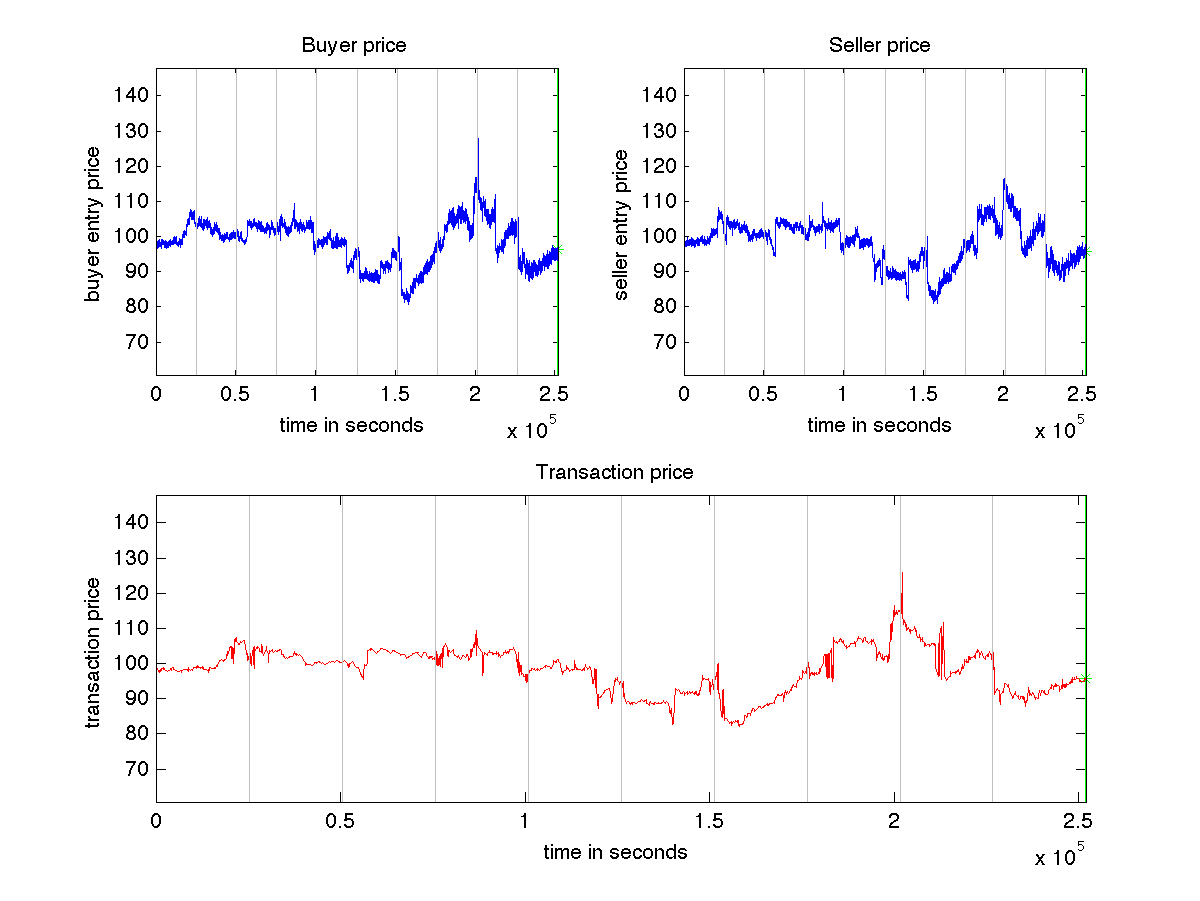 Buyer price
140
130
120
110
100
90
80
70
buyer entry price
0 0.5 1 1.5 2 2.5
time in seconds
x 10^5
Seller price
140
130
120
110
100
90
80
70
seller entry price
0 0.5 1 1.5 2 2.5
time in seconds
x 10^5
Transaction price
140
130
120
110
100
90
80
70
transaction price
0 0.5 1 1.5 2 2.5
time in seconds
x 10^5